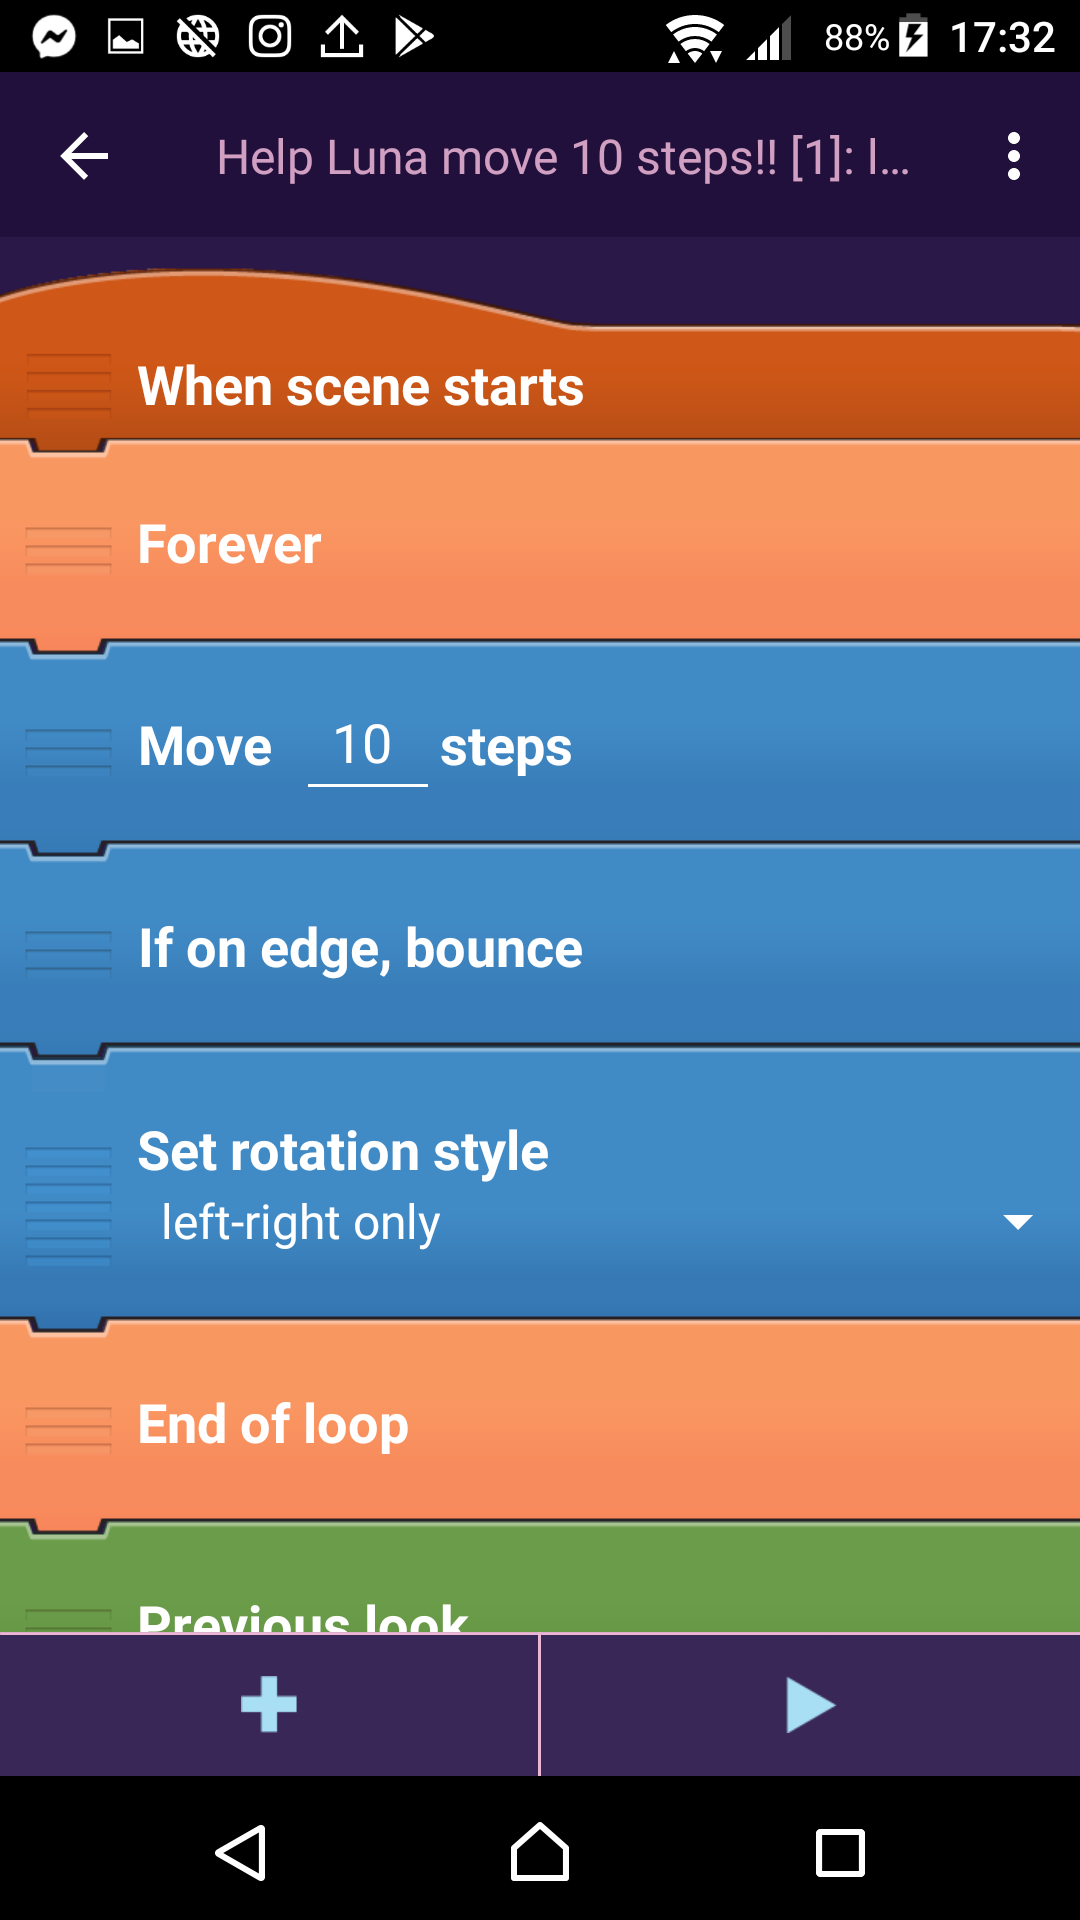 88% 17:32
Help Luna move 10 steps!! [1]: l...
When scene starts
Forever
Move 10 steps
If on edge, bounce
Set rotation style
left-right only
End of loop
Previous look